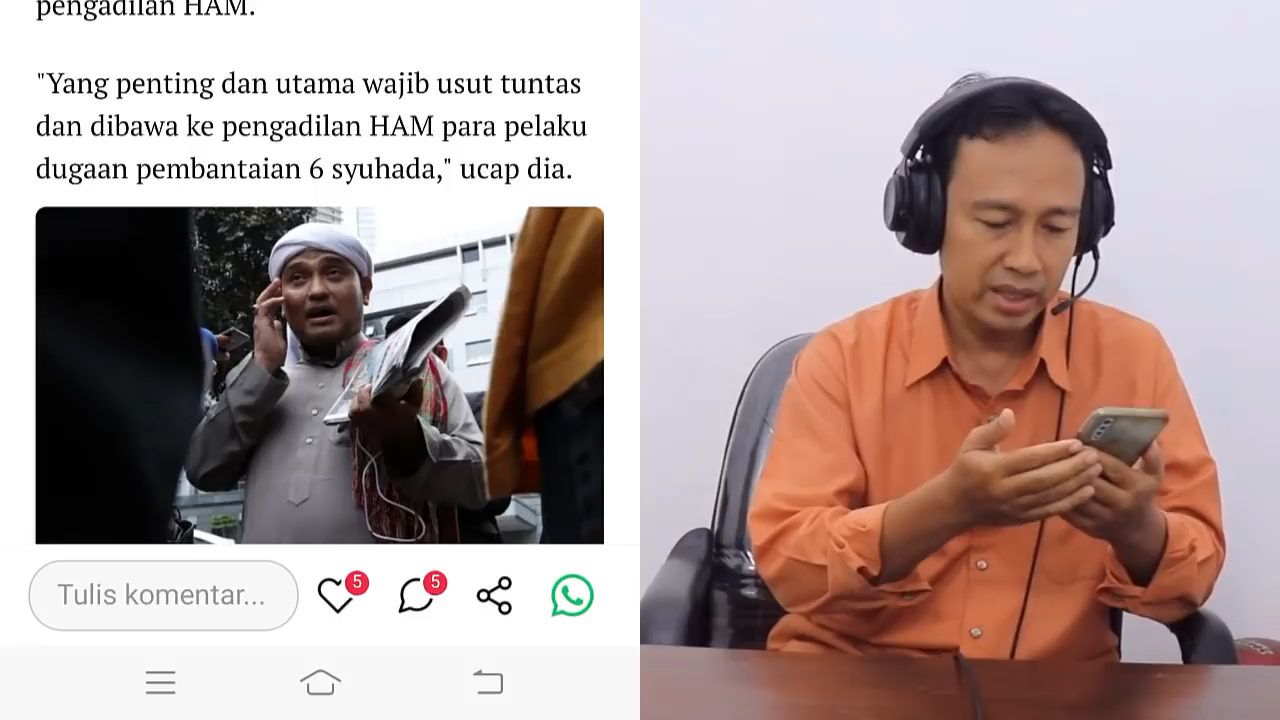 pengadilan HAM.
"Yang penting dan utama wajib usut tuntas
dan dibawa ke pengadilan HAM para pelaku
dugaan pembantaian 6 syuhada," ucap dia.
Tulis komentar...
5
5